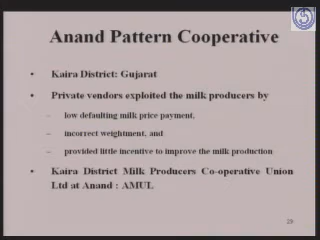 Anand Pattern Cooperative
• Kaira District: Gujarat
• Private vendors exploited the milk producers by
– low defaulting milk price payment,
– incorrect weightment, and
– provided little incentive to improve the milk production
• Kaira District Milk Producers Co-operative Union
Ltd at Anand : AMUL